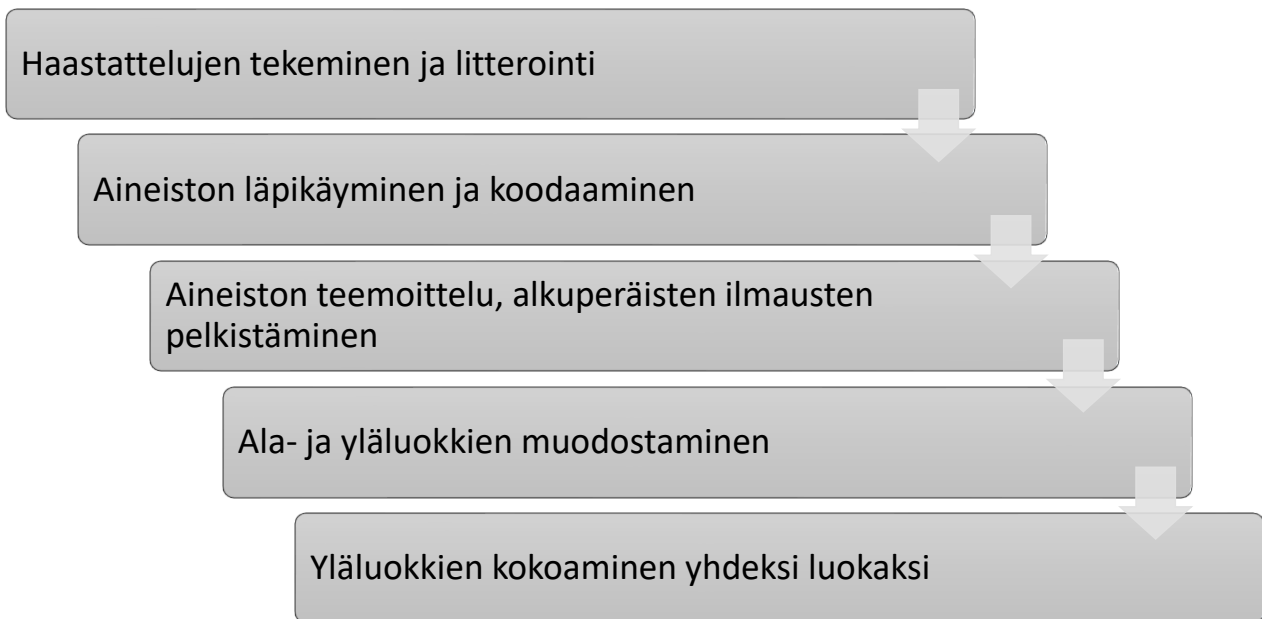 Haastattelujen tekeminen ja litterointi
Aineiston läpikäyminen ja koodaaminen
Aineiston teemoittelu, alkuperäisten ilmausten
pelkistäminen
Ala- ja yläluokkien muodostaminen
Yläluokkien kokoaminen yhdeksi luokaksi